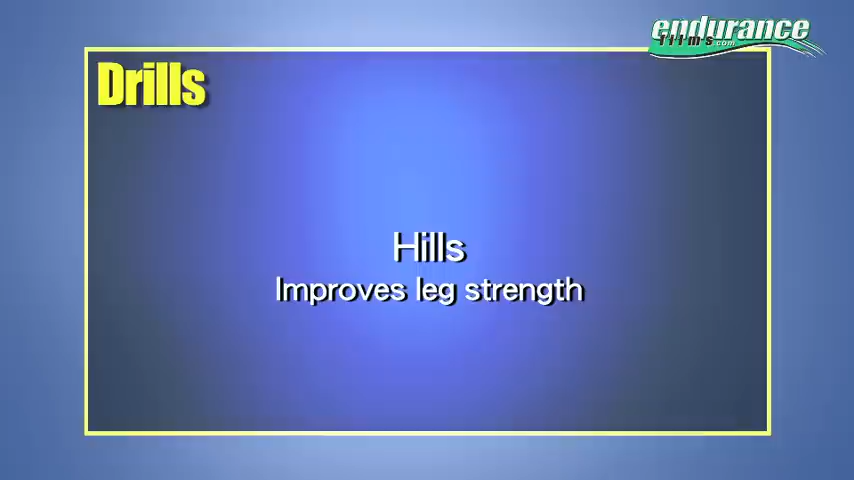 endurance
films.com
Drills
Hills
Improves leg strength